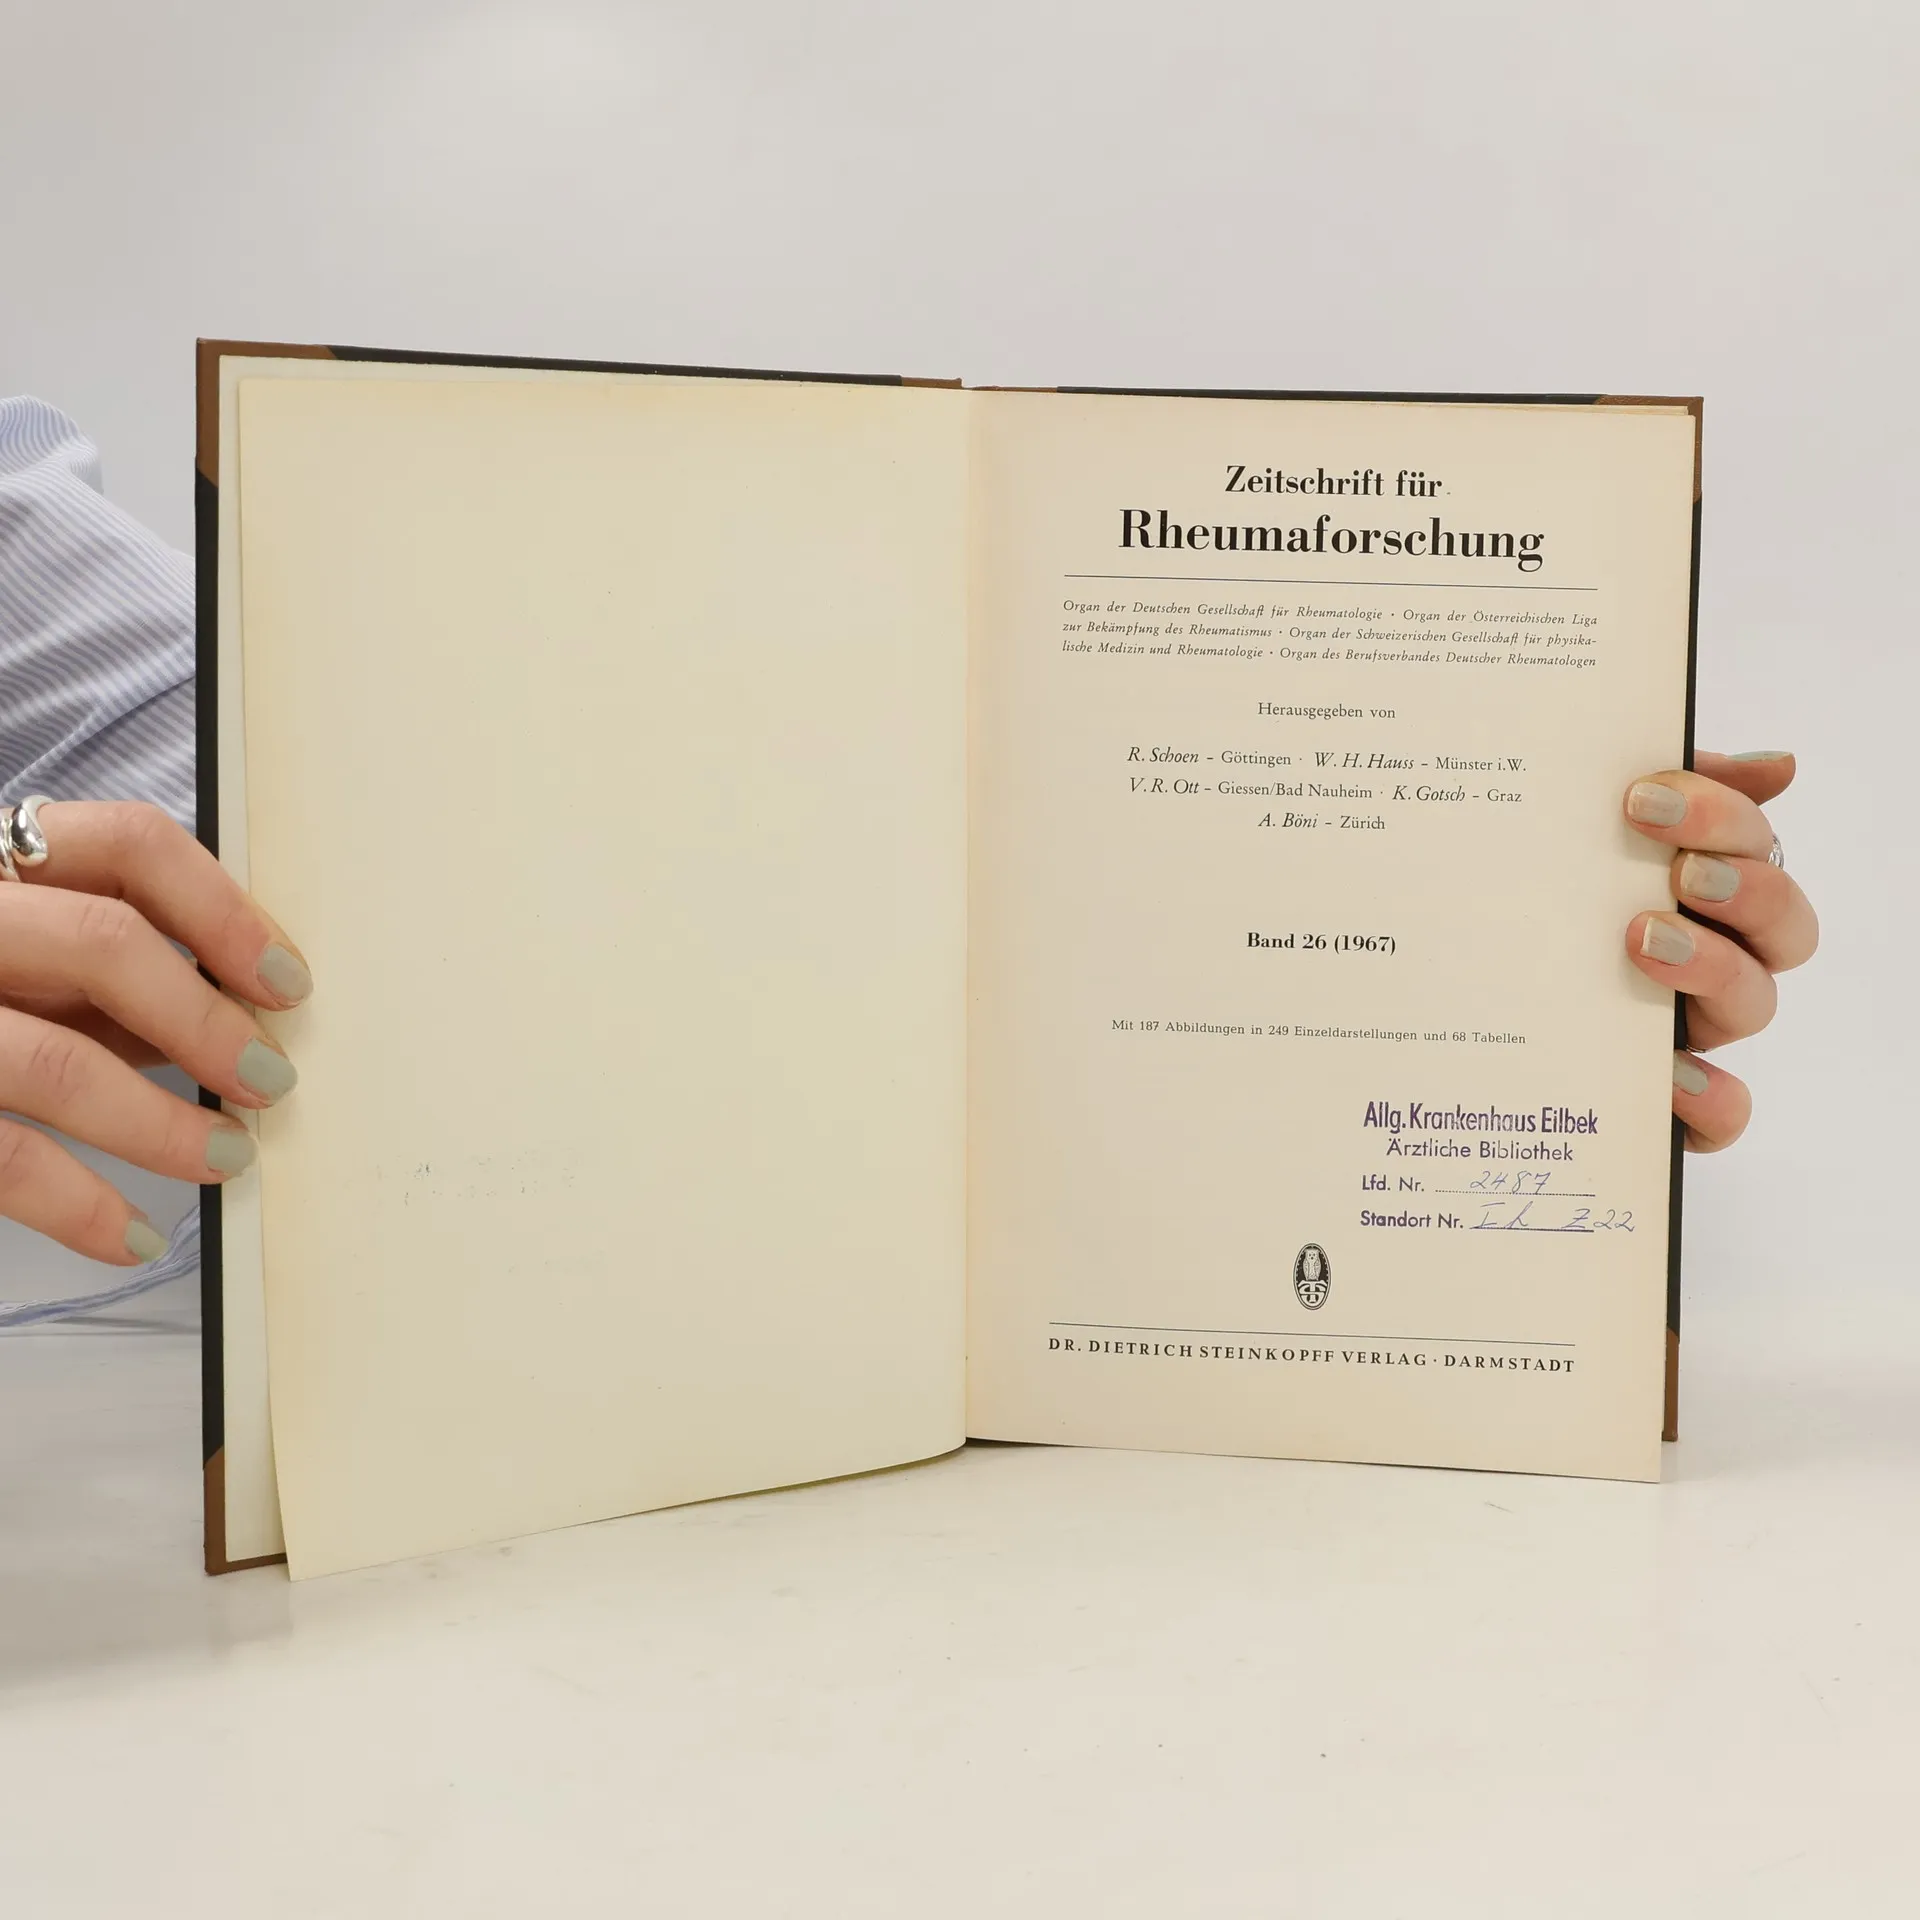 Zeitschrift für
Rheumaforschung
Organ der Deutschen Gesellschaft für Rheumatologie · Organ der Österreichischen Liga
zur Bekämpfung des Rheumatismus · Organ der Schweizerischen Gesellschaft für physika-
lische Medizin und Rheumatologie · Organ des Berufsverbandes Deutscher Rheumatologen
Herausgegeben von
R. Schoen – Göttingen · W. H. Hauss – Münster i.W.
V. R. Ott – Giessen/Bad Nauheim · K. Gotsch – Graz
A. Böni – Zürich
Band 26 (1967)
Mit 187 Abbildungen in 249 Einzeldarstellungen und 68 Tabellen
Allg. Krankenhaus Eilbek
Ärztliche Bibliothek
Lfd. Nr. 2487
Standort Nr. I h Z 22
DR. DIETRICH STEINKOPFF VERLAG · DARMSTADT